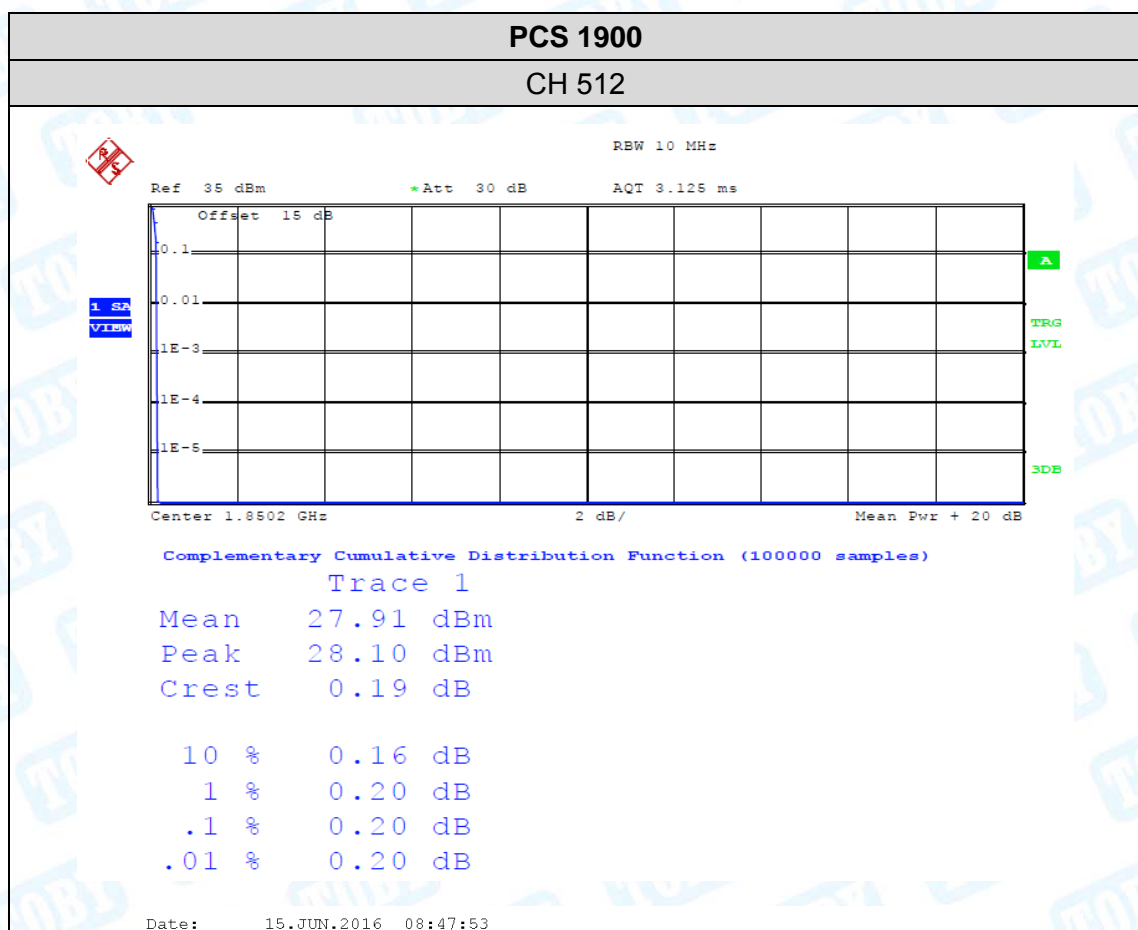 PCS 1900
CH 512
RBW 10 MHz
Ref 35 dBm *Att 30 dB AQT 3.125 ms
Offset 15 dB
0.1
A
1 SA
0.01
VIEW
TRG
LVL
1E-3
1E-4
1E-5
3DB
Center 1.8502 GHz 2 dB/ Mean Pwr + 20 dB
Complementary Cumulative Distribution Function (100000 samples)
Trace 1
Mean 27.91 dBm
Peak 28.10 dBm
Crest 0.19 dB
10 % 0.16 dB
1 % 0.20 dB
.1 % 0.20 dB
.01 % 0.20 dB
Date: 15.JUN.2016 08:47:53
R S
TOBY